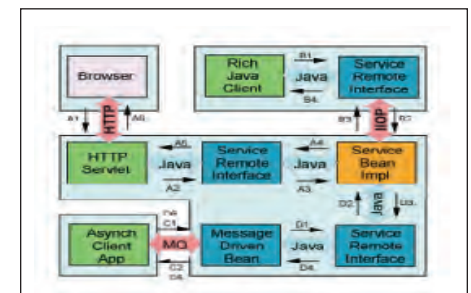 Browser
Rich
Java
Client
B1.
Java
B4.
Service
Remote
Interface
A1.
HTTP
A6.
B3.
IIOP
B2.
HTTP
Servlet
A5.
Java
A2.
Service
Remote
Interface
A4.
Java
A3.
Service
Bean
Impl
D2.
Java
D3.
C1.
Asynch
Client
App
MQ
C2.
Message
Driven
Bean
D1.
Java
D4.
Service
Remote
Interface